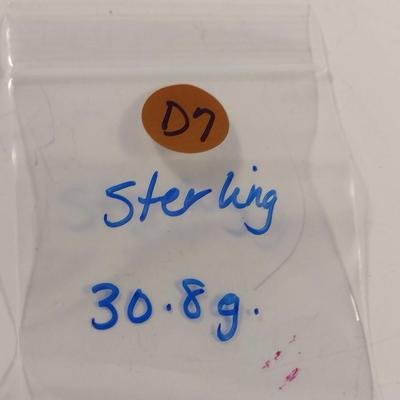 D7
Sterling
30.8g.